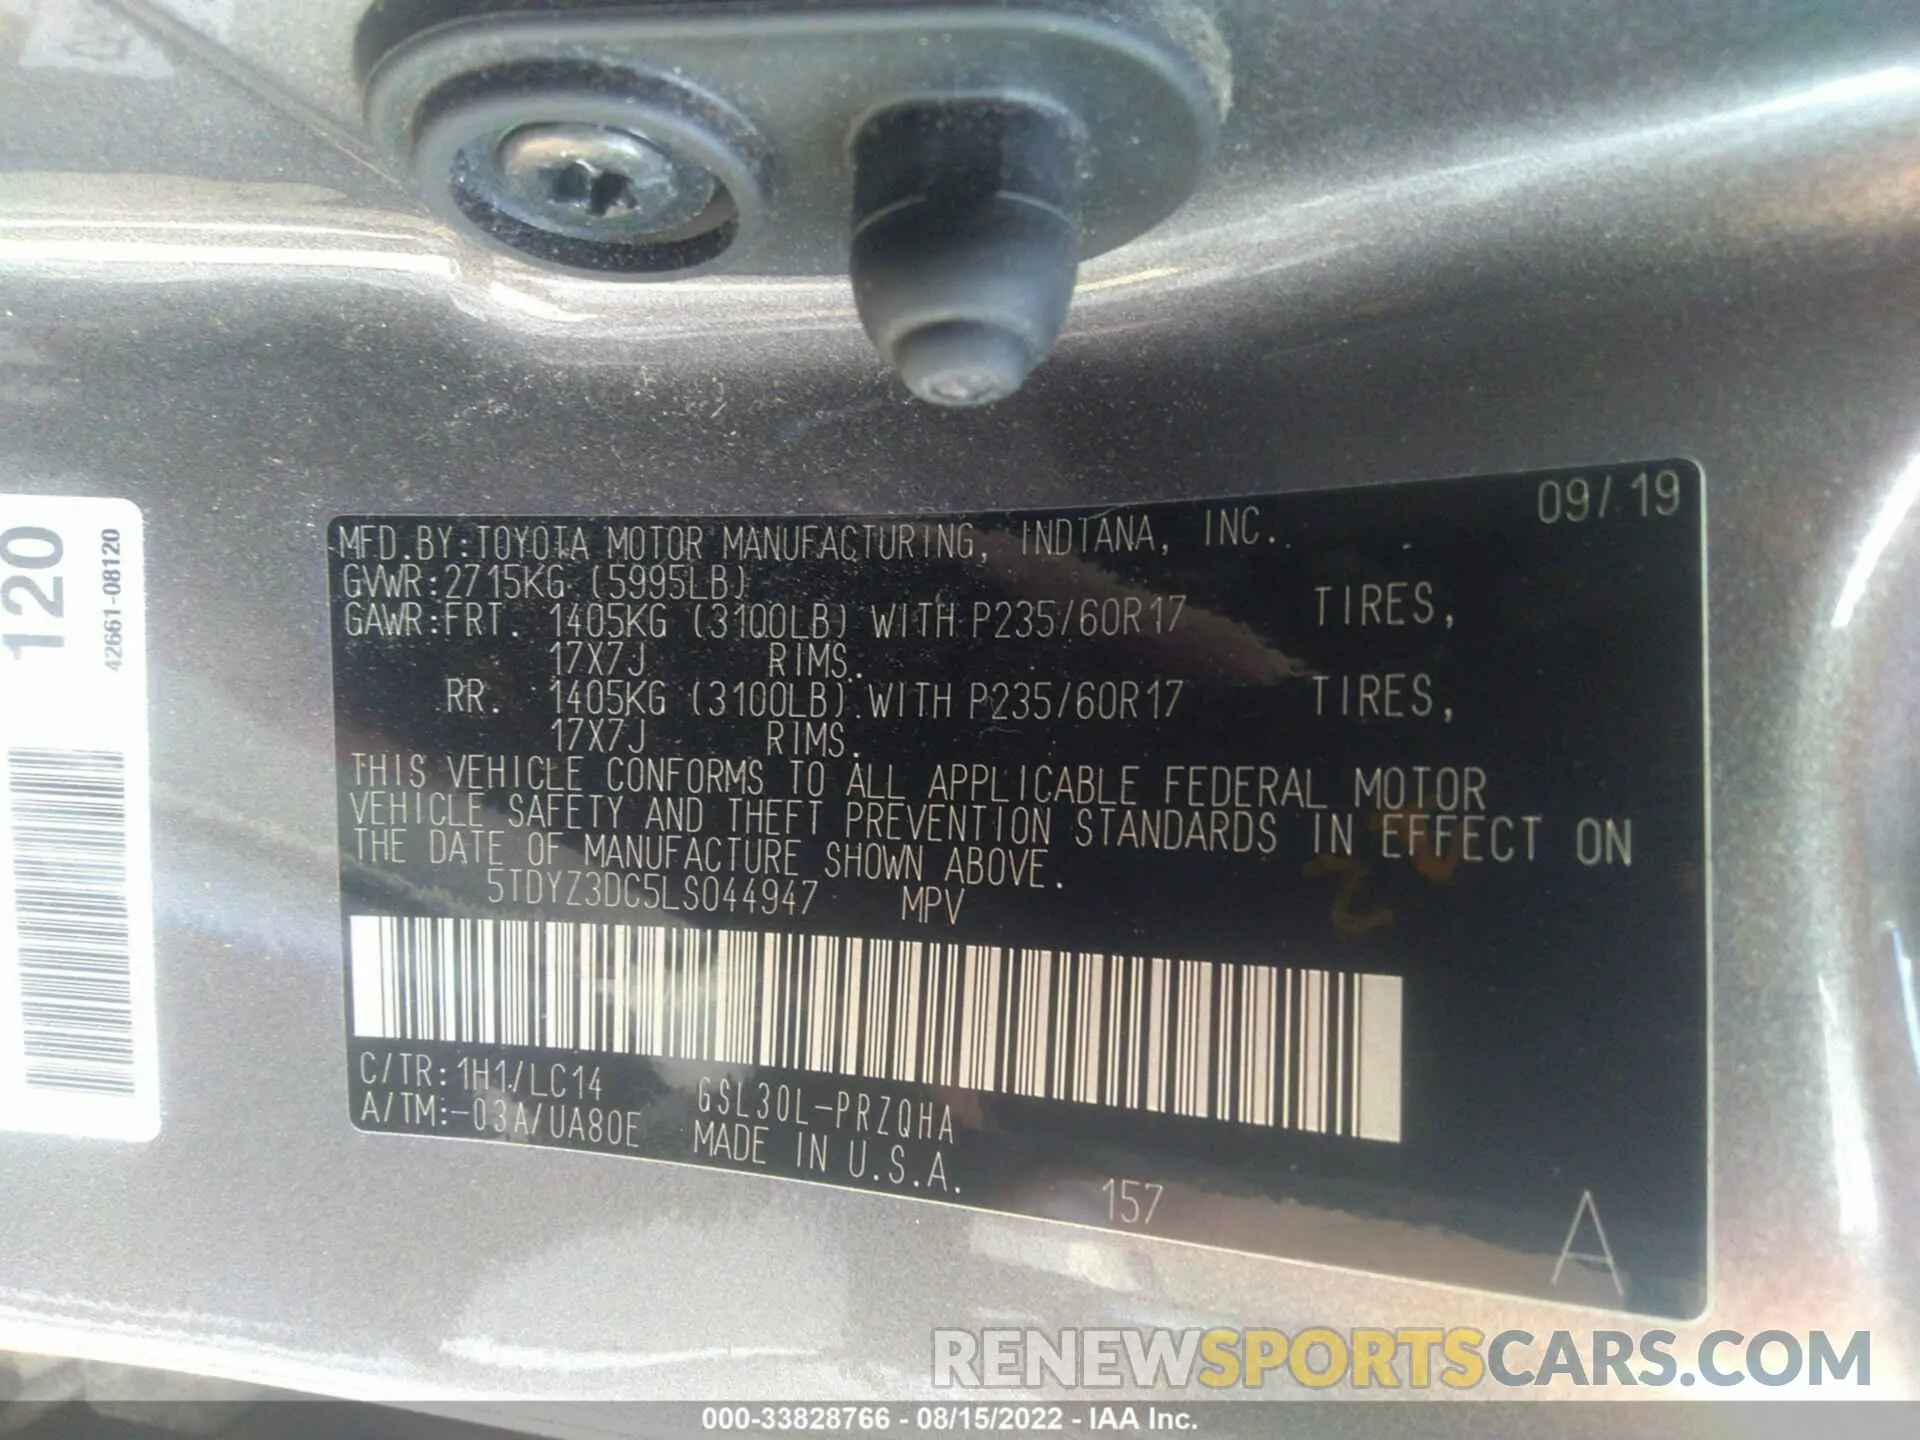 120
42661-08120
09/19
MFD.BY:TOYOTA MOTOR MANUFACTURING, INDIANA, INC.
GVWR:2715KG (5995LB)
GAWR:FRT. 1405KG (3100LB) WITH P235/60R17 TIRES,
17X7J RIMS.
RR. 1405KG (3100LB) WITH P235/60R17 TIRES,
17X7J RIMS.
THIS VEHICLE CONFORMS TO ALL APPLICABLE FEDERAL MOTOR
VEHICLE SAFETY AND THEFT PREVENTION STANDARDS IN EFFECT ON
THE DATE OF MANUFACTURE SHOWN ABOVE.
5TDYZ3DC5LS044947 MPV
C/TR:1H1/LC14 GSL30L-PRZQHA
A/TM:-03A/UA80E MADE IN U.S.A.
157
A
RENEWSPORTSCARS.COM
000-33828766 - 08/15/2022 - IAA Inc.